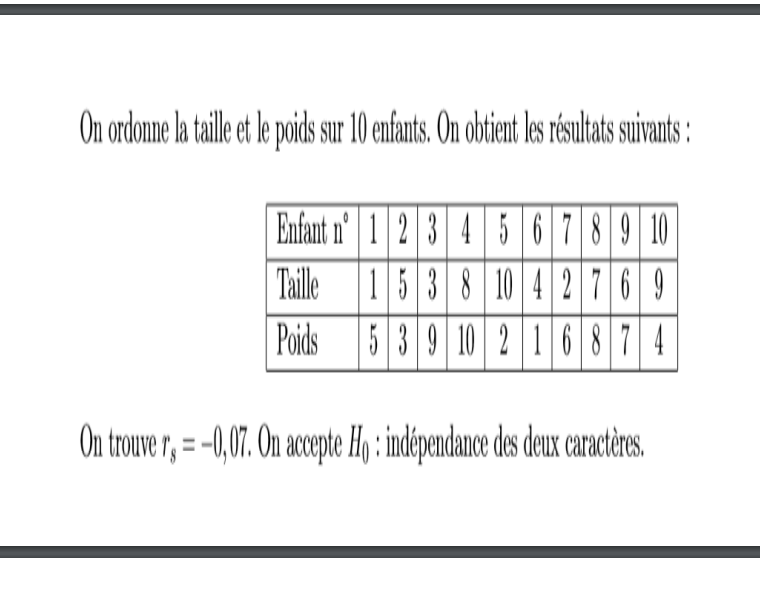 On ordonne la taille et le poids sur 10 enfants. On obtient les résultats suivants :
Enfant n° 1 2 3 4 5 6 7 8 9 10
Taille 1 5 3 8 10 4 2 7 6 9
Poids 5 3 9 10 2 1 6 8 7 4
On trouve rs = –0,07. On accepte H0 : indépendance des deux caractères.